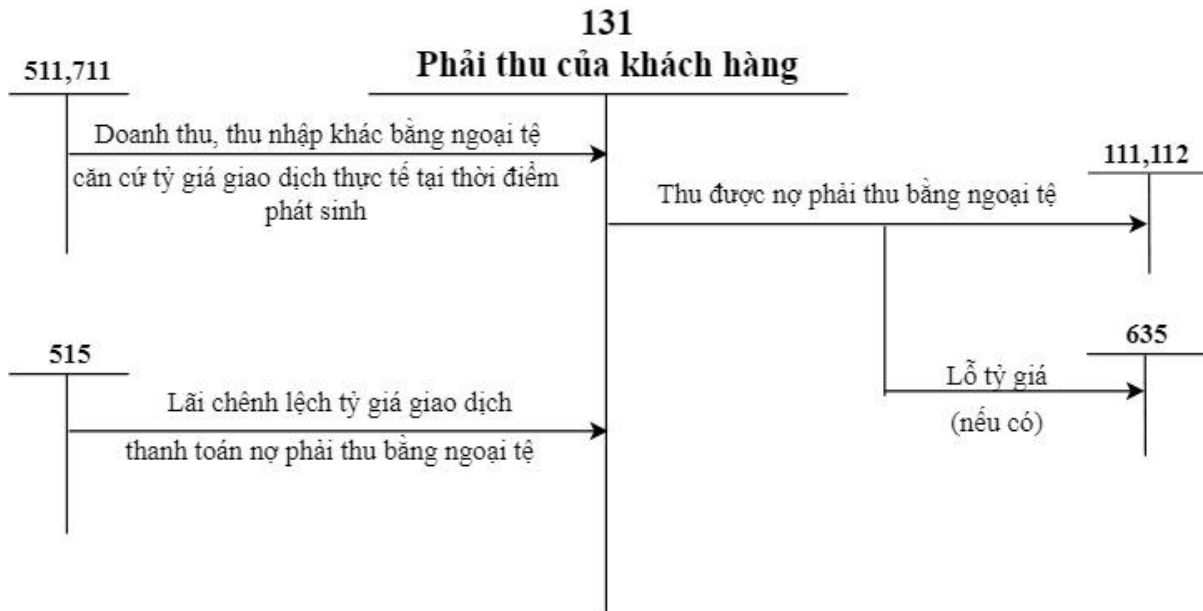 131
Phải thu của khách hàng
511,711
Doanh thu, thu nhập khác bằng ngoại tệ
căn cứ tỷ giá giao dịch thực tế tại thời điểm
phát sinh
111,112
Thu được nợ phải thu bằng ngoại tệ
515
Lãi chênh lệch tỷ giá giao dịch
thanh toán nợ phải thu bằng ngoại tệ
635
Lỗ tỷ giá
(nếu có)